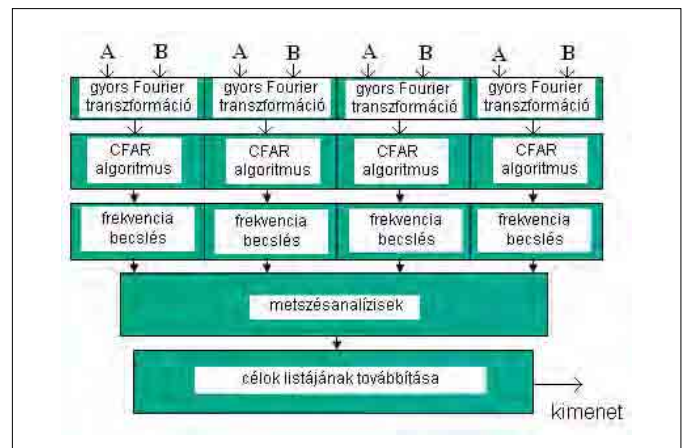 A B A B A B A B
gyors Fourier gyors Fourier gyors Fourier gyors Fourier
transzformáció transzformáció transzformáció transzformáció
CFAR CFAR CFAR CFAR
algoritmus algoritmus algoritmus algoritmus
frekvencia frekvencia frekvencia frekvencia
becslés becslés becslés becslés
metszésanalízisek
célok listájának továbbítása
kimenet